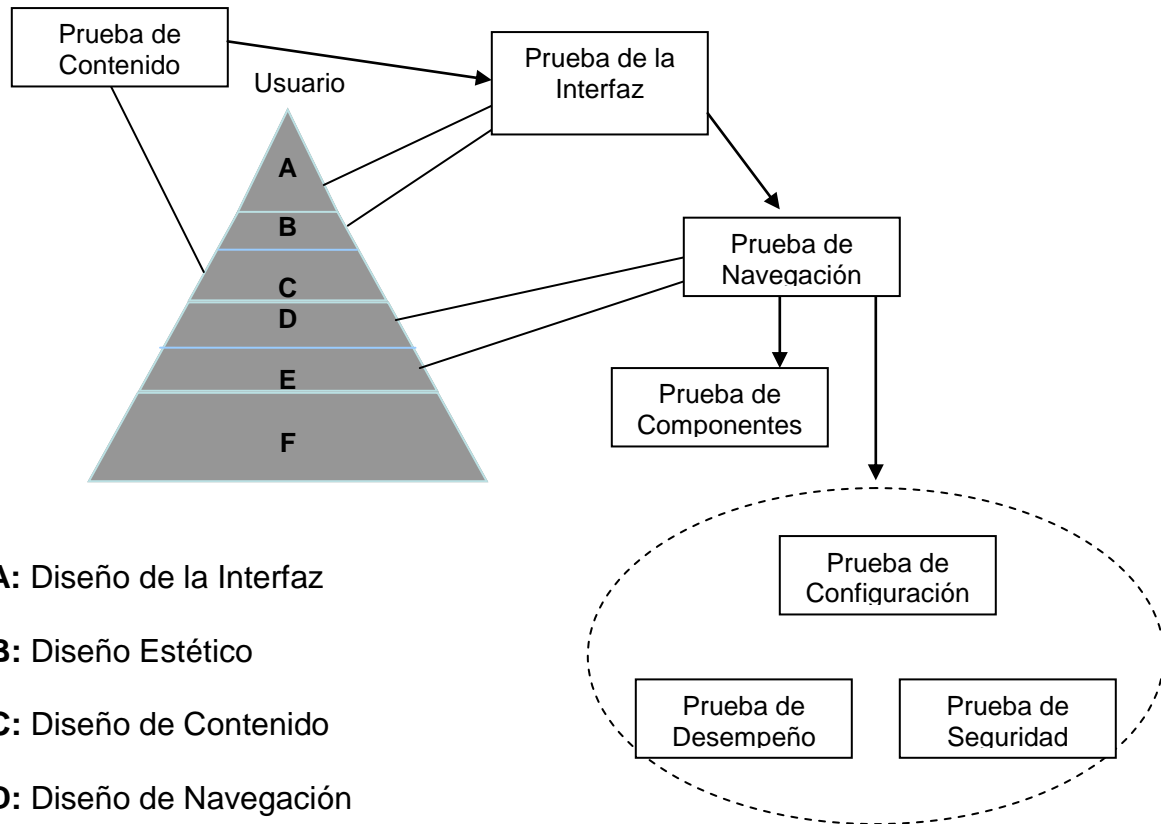 Prueba de
Contenido
Usuario
Prueba de la
Interfaz
A
B
C
D
E
F
Prueba de
Navegación
Prueba de
Componentes
Prueba de
Configuración
Prueba de
Desempeño
Prueba de
Seguridad
A: Diseño de la Interfaz
B: Diseño Estético
C: Diseño de Contenido
D: Diseño de Navegación